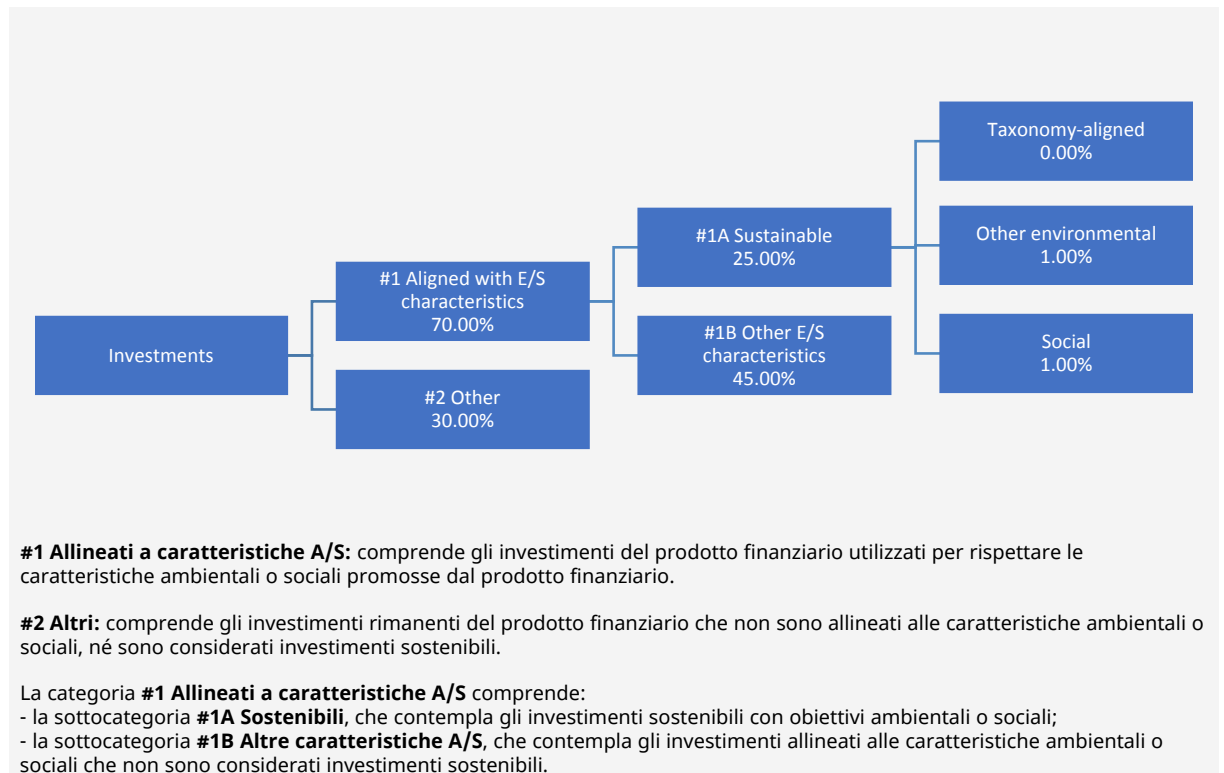 Investments
#1 Aligned with E/S
characteristics
70.00%
#2 Other
30.00%
#1A Sustainable
25.00%
#1B Other E/S
characteristics
45.00%
Taxonomy-aligned
0.00%
Other environmental
1.00%
Social
1.00%
#1 Allineati a caratteristiche A/S: comprende gli investimenti del prodotto finanziario utilizzati per rispettare le
caratteristiche ambientali o sociali promosse dal prodotto finanziario.
#2 Altri: comprende gli investimenti rimanenti del prodotto finanziario che non sono allineati alle caratteristiche ambientali o
sociali, né sono considerati investimenti sostenibili.
La categoria #1 Allineati a caratteristiche A/S comprende:
- la sottocategoria #1A Sostenibili, che contempla gli investimenti sostenibili con obiettivi ambientali o sociali;
- la sottocategoria #1B Altre caratteristiche A/S, che contempla gli investimenti allineati alle caratteristiche ambientali o
sociali che non sono considerati investimenti sostenibili.